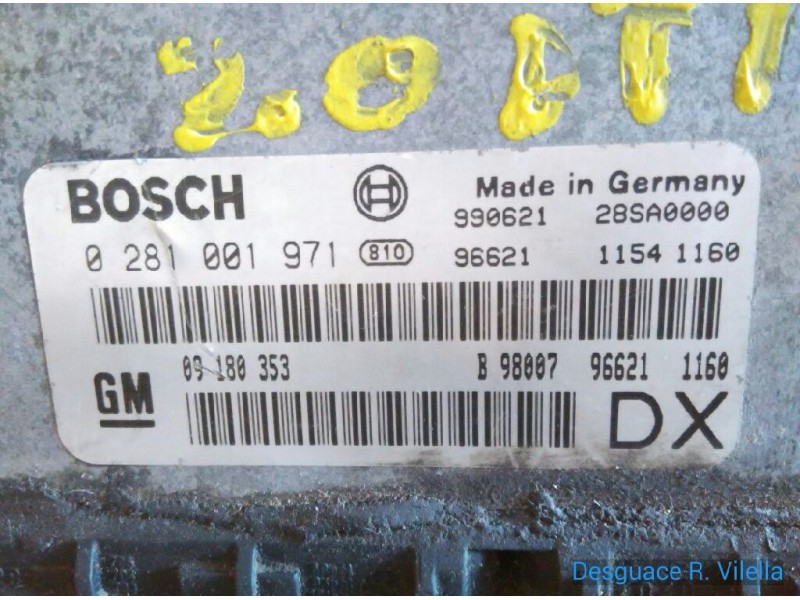 2.0 DTI
BOSCH Made in Germany
990621 28SA0000
0 281 001 971 810 96621 1154 1160
GM 09 180 353 B 98007 96621 1160
DX
Desguace R. Vilella